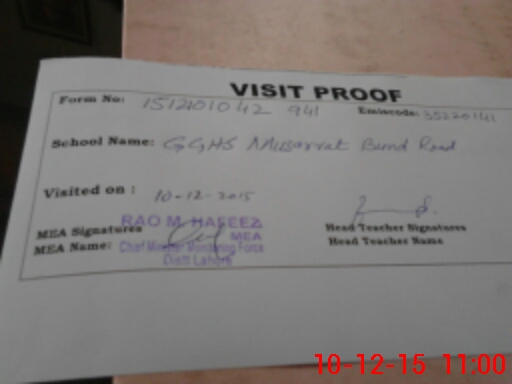 VISIT PROOF
Form No: 1512101042 941 Emiscode: 35220141
School Name: GGHS Musarrat Bund Road
Visited on : 10-12-2015
RAO M. HAFEEZ
MEA Signatures MEA Head Teacher Signatures
MEA Name: Chief Minister Monitoring Force Head Teacher Name
Distt Lahore
10-12-15 11:00